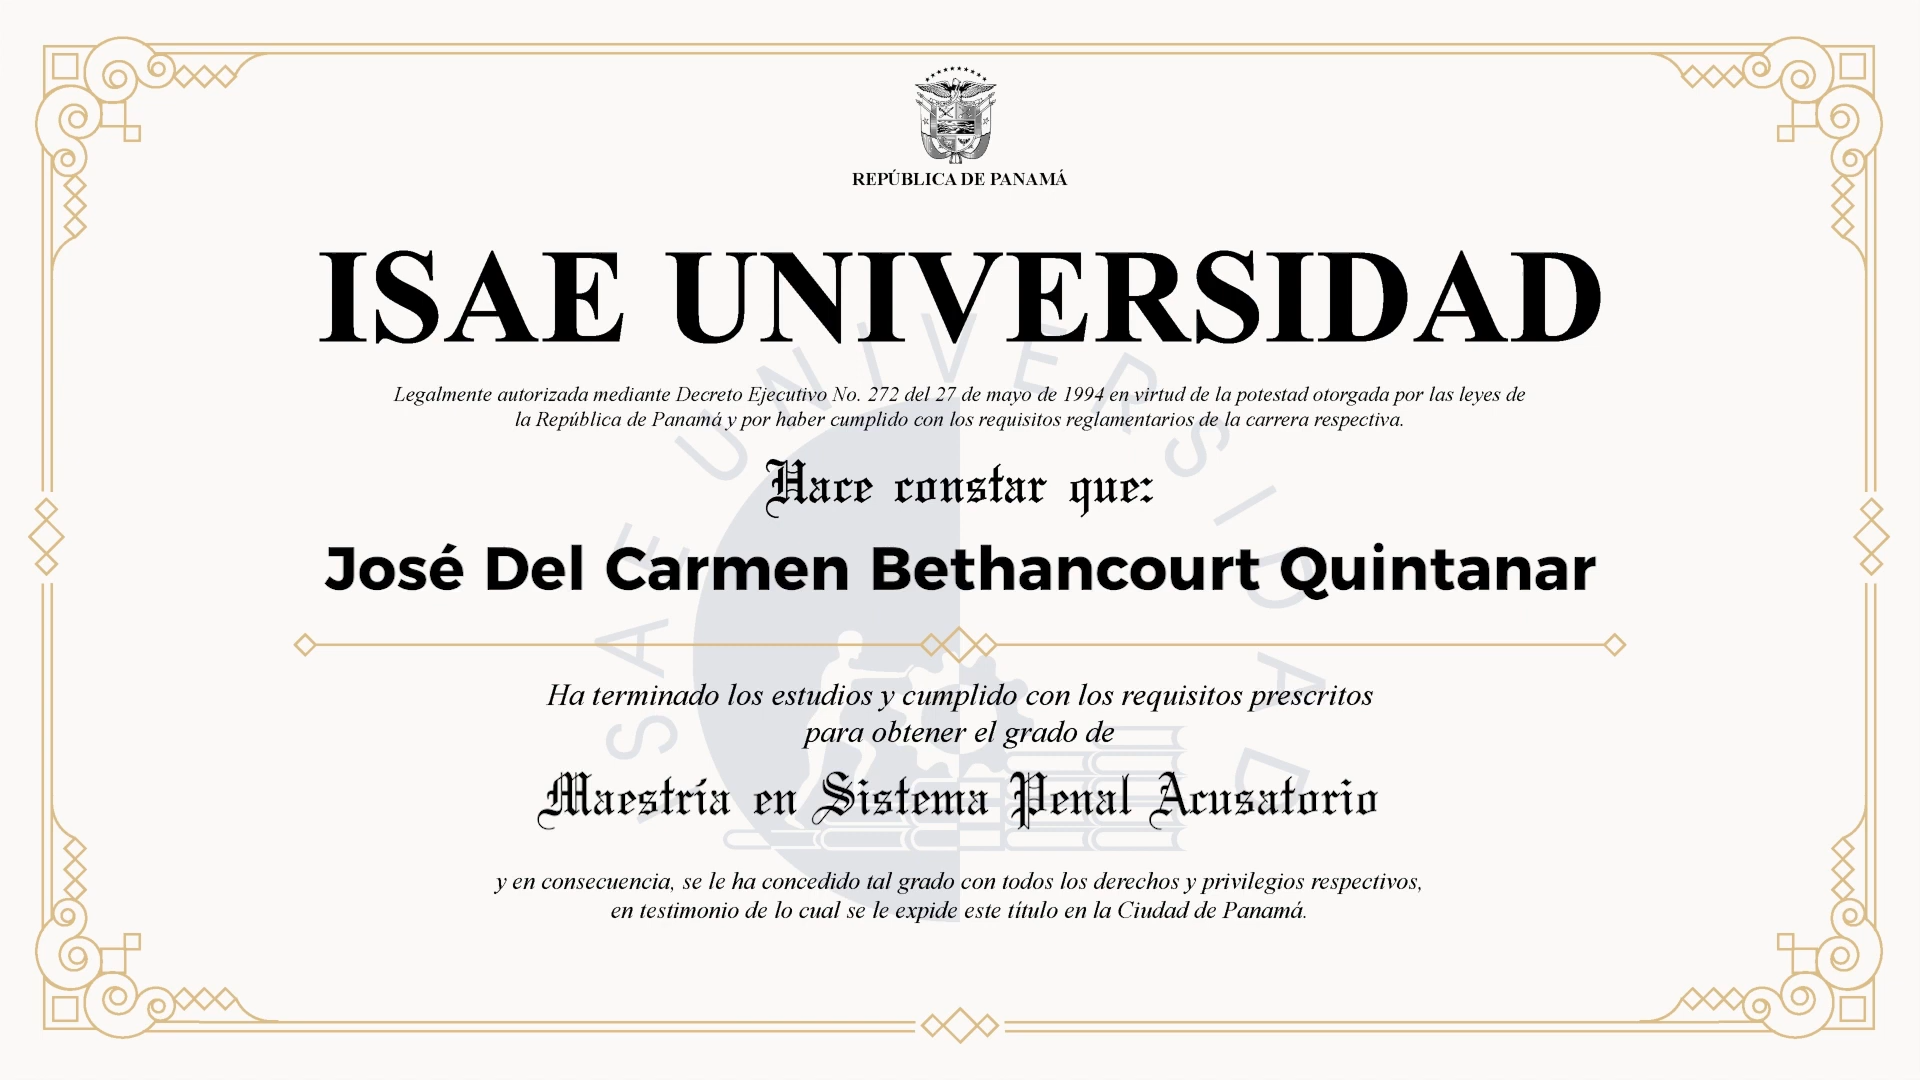 REPÚBLICA DE PANAMÁ
ISAE UNIVERSIDAD
Legalmente autorizada mediante Decreto Ejecutivo No. 272 del 27 de mayo de 1994 en virtud de la potestad otorgada por las leyes de
la República de Panamá y por haber cumplido con los requisitos reglamentarios de la carrera respectiva.
Hace constar que:
José Del Carmen Bethancourt Quintanar
ISAE UNIVERSIDAD
Ha terminado los estudios y cumplido con los requisitos prescritos
para obtener el grado de
Maestría en Sistema Penal Acusatorio
y en consecuencia, se le ha concedido tal grado con todos los derechos y privilegios respectivos,
en testimonio de lo cual se le expide este título en la Ciudad de Panamá.